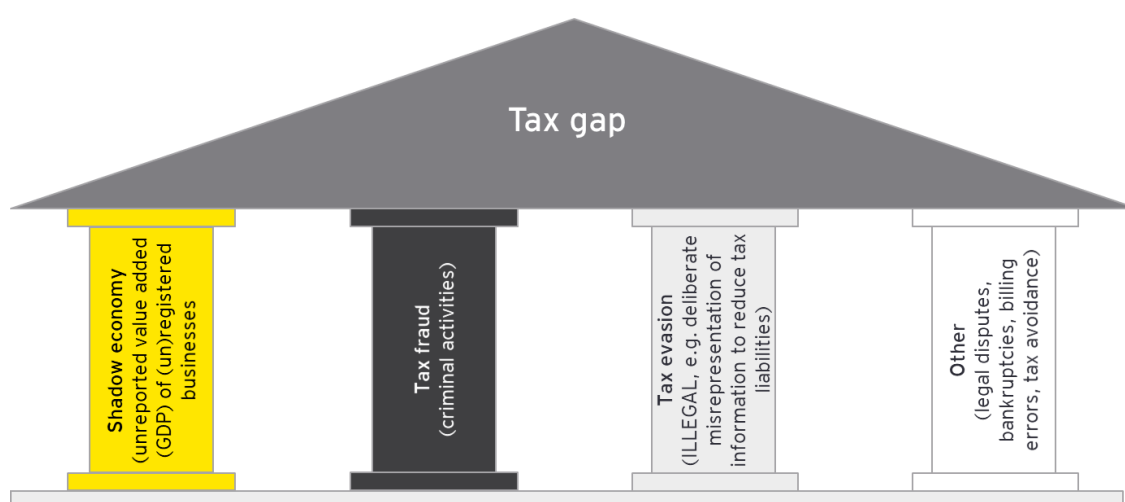 Tax gap
Shadow economy
(unreported value added
(GDP) of (un)registered
businesses
Tax fraud
(criminal activities)
Tax evasion
(ILLEGAL, e.g. deliberate
misrepresentation of
information to reduce tax
liabilities)
Other
(legal disputes,
bankruptcies, billing
errors, tax avoidance)